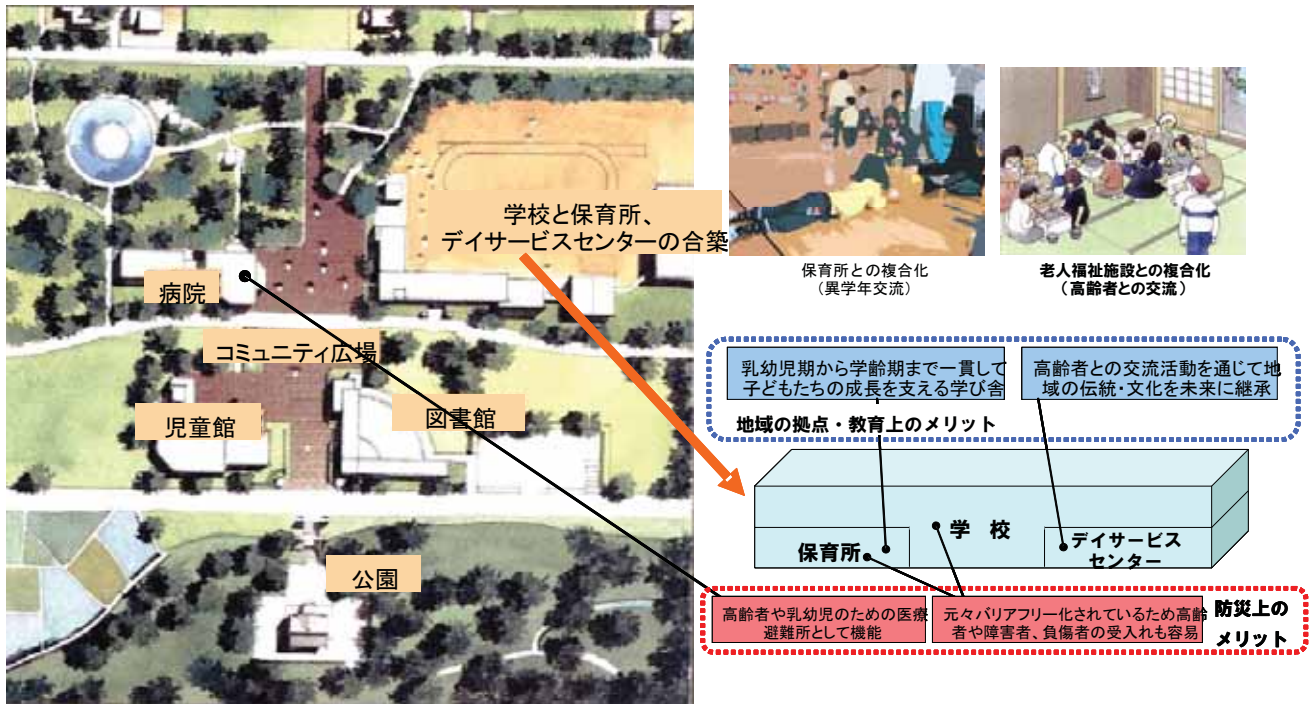 学校と保育所、
デイサービスセンターの合築
病院
コミュニティ広場
児童館
図書館
公園
保育所との複合化
（異学年交流）
老人福祉施設との複合化
（高齢者との交流）
乳幼児期から学齢期まで一貫して
子どもたちの成長を支える学び舎
高齢者との交流活動を通じて地
域の伝統・文化を未来に継承
地域の拠点・教育上のメリット
学 校
保育所
デイサービス
センター
高齢者や乳幼児のための医療
避難所として機能
元々バリアフリー化されているため高齢
者や障害者、負傷者の受入れも容易
防災上の
メリット